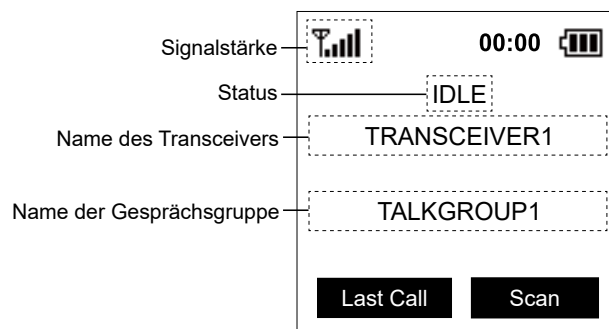 Signalstärke
00:00
Status
IDLE
Name des Transceivers
TRANSCEIVER1
Name der Gesprächsgruppe
TALKGROUP1
Last Call
Scan